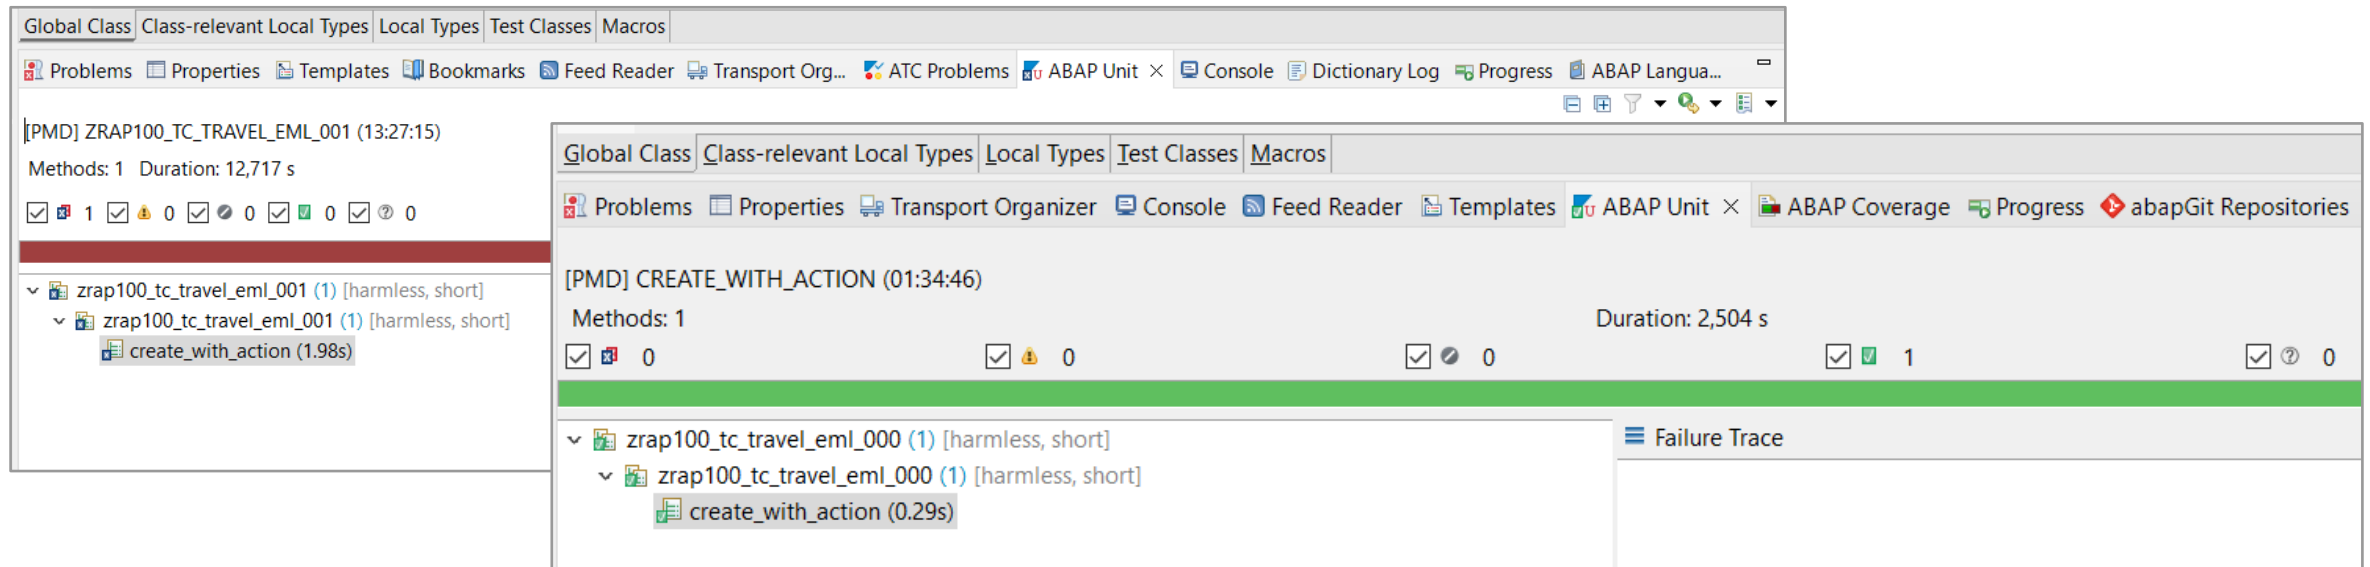 Global Class Class-relevant Local Types Local Types Test Classes Macros
Problems Properties Templates Bookmarks Feed Reader Transport Org... ATC Problems ABAP Unit Console Dictionary Log Progress ABAP Langua...
[PMD] ZRAP100_TC_TRAVEL_EML_001 (13:27:15)
Methods: 1 Duration: 12,717 s
1 0 0 0 0
zrap100_tc_travel_eml_001 (1) [harmless, short]
zrap100_tc_travel_eml_001 (1) [harmless, short]
create_with_action (1.98s)
Global Class Class-relevant Local Types Local Types Test Classes Macros
Problems Properties Transport Organizer Console Feed Reader Templates ABAP Unit ABAP Coverage Progress abapGit Repositories
[PMD] CREATE_WITH_ACTION (01:34:46)
Methods: 1 Duration: 2,504 s
0 0 0 1 0
zrap100_tc_travel_eml_000 (1) [harmless, short]
zrap100_tc_travel_eml_000 (1) [harmless, short]
create_with_action (0.29s)
Failure Trace